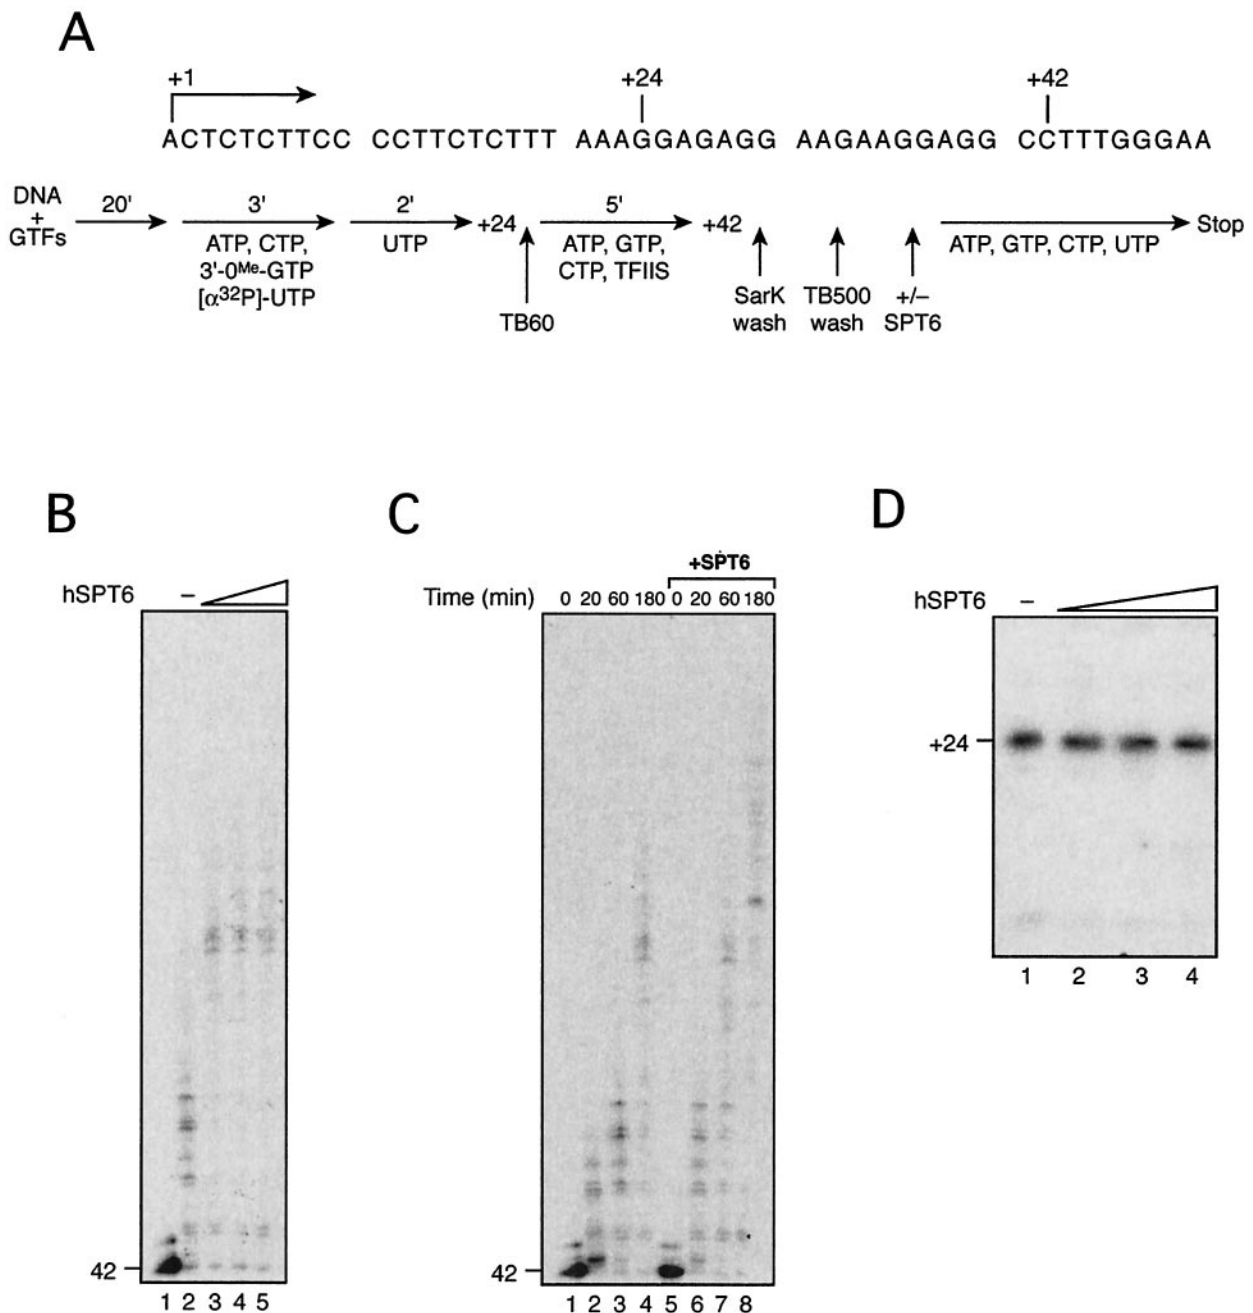 A
+1 +24 +42
ACTCTCTTCC CCTTCTCTTT AAAGGAGAGG AAGAAGGAGG CCTTTGGGAA
DNA + GTFs 20' 3' 2' +24 5' +42 Stop
ATP, CTP, 3'-0Me-GTP [α32P]-UTP
UTP
TB60
ATP, GTP, CTP, TFIIS
SarK wash
TB500 wash
+/– SPT6
ATP, GTP, CTP, UTP
B
hSPT6 –
42
1 2 3 4 5
C
+SPT6
Time (min) 0 20 60 180 0 20 60 180
42
1 2 3 4 5 6 7 8
D
hSPT6 –
+24
1 2 3 4